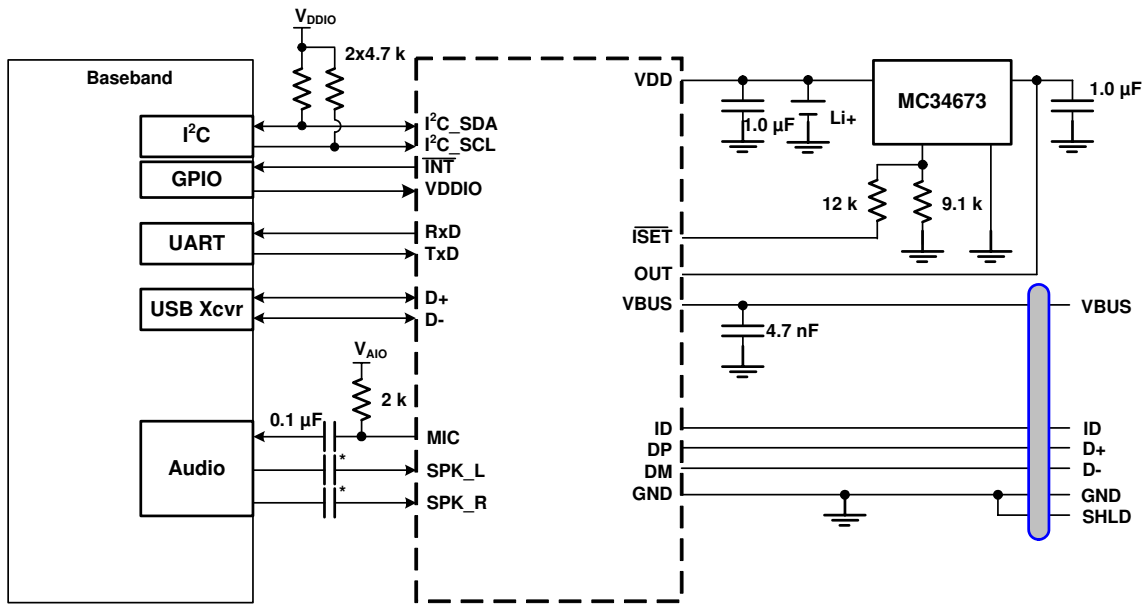 V_DDIO
2x4.7 k
Baseband
I²C
GPIO
UART
USB Xcvr
Audio
I²C_SDA
I²C_SCL
INT
VDDIO
RxD
TxD
D+
D-
V_AIO
2 k
0.1 µF
*
*
MIC
SPK_L
SPK_R
VDD
ISET
OUT
VBUS
ID
DP
DM
GND
1.0 µF
Li+
MC34673
1.0 µF
12 k
9.1 k
4.7 nF
VBUS
ID
D+
D-
GND
SHLD